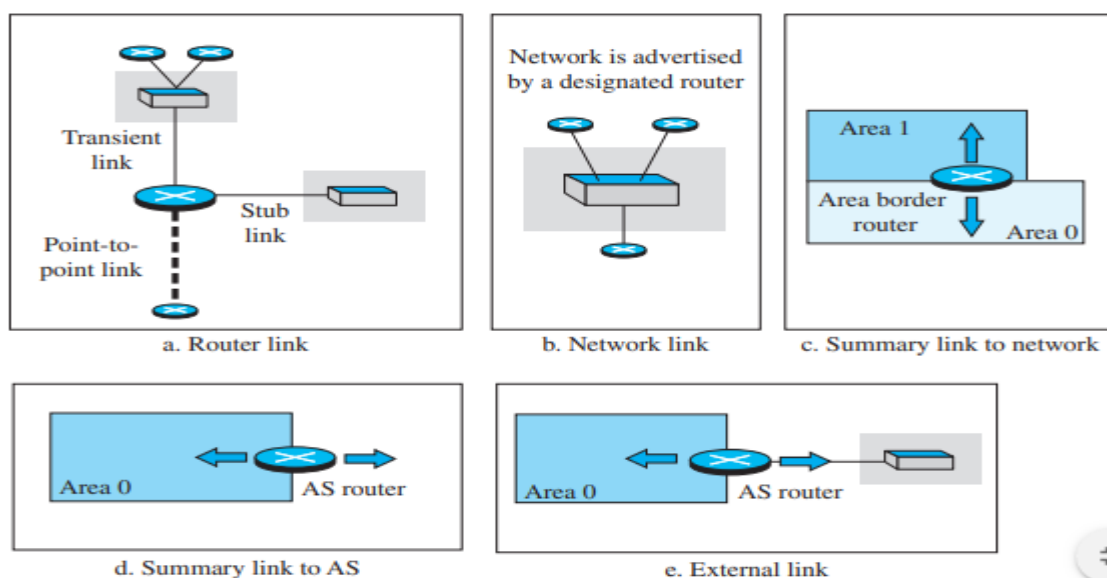 Transient
link
Stub
link
Point-to-
point link
a. Router link
Network is advertised
by a designated router
b. Network link
Area 1
Area border
router
Area 0
c. Summary link to network
Area 0
AS router
d. Summary link to AS
Area 0
AS router
e. External link